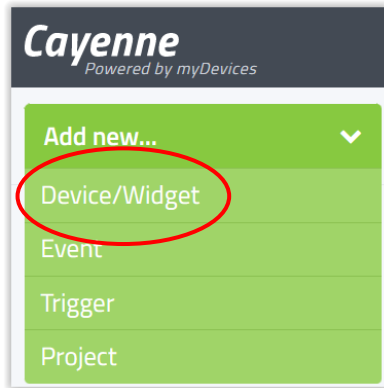 Cayenne
Powered by myDevices
Add new...
Device/Widget
Event
Trigger
Project